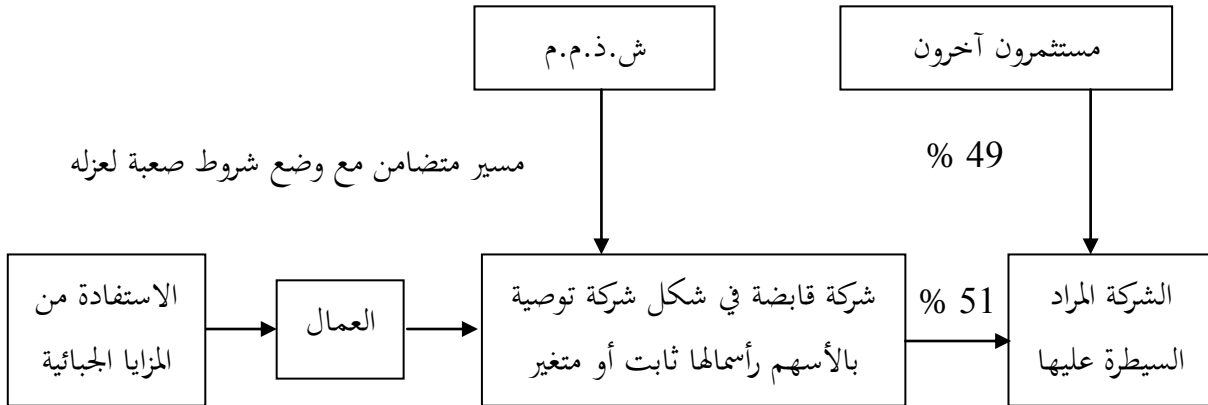 مستثمرون آخرون
ش.ذ.م.م
% 49
مسير متضامن مع وضع شروط صعبة لعزله
الشركة المراد
السيطرة عليها
% 51
شركة قابضة في شكل شركة توصية
بالأسهم رأسمالها ثابت أو متغير
العمال
الاستفادة من
المزايا الجبائية